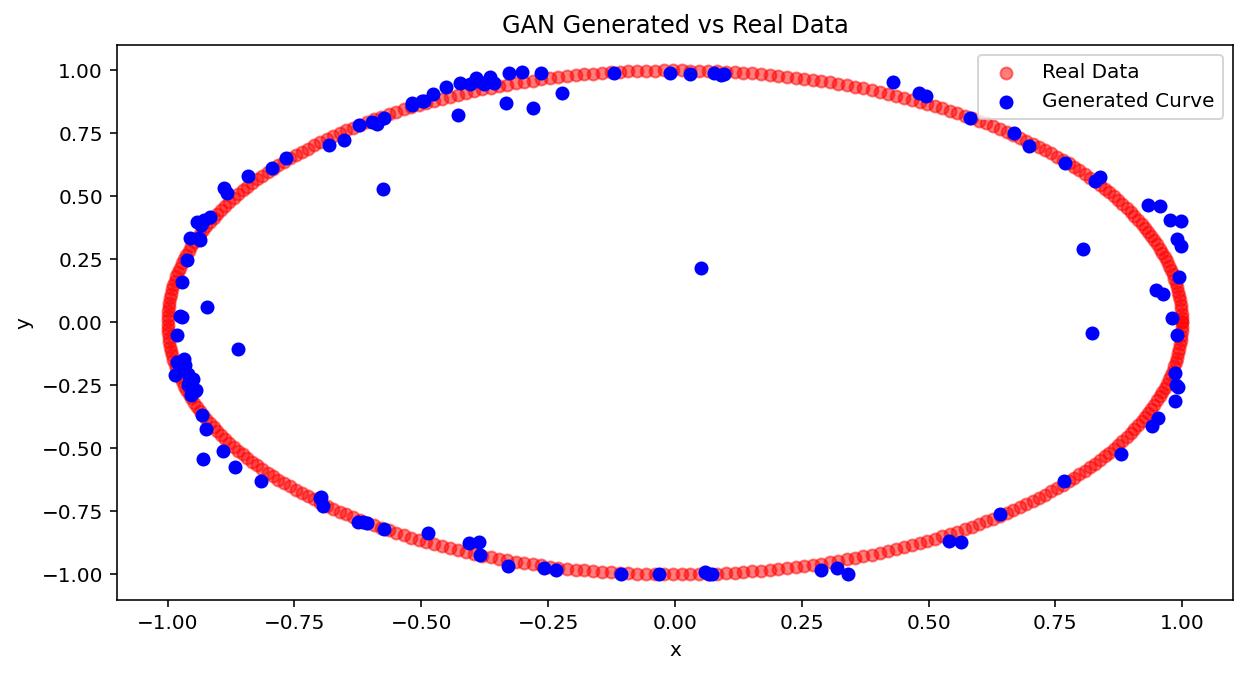 GAN Generated vs Real Data
Real Data
Generated Curve
1.00
0.75
0.50
0.25
0.00
−0.25
−0.50
−0.75
−1.00
y
−1.00 −0.75 −0.50 −0.25 0.00 0.25 0.50 0.75 1.00
x